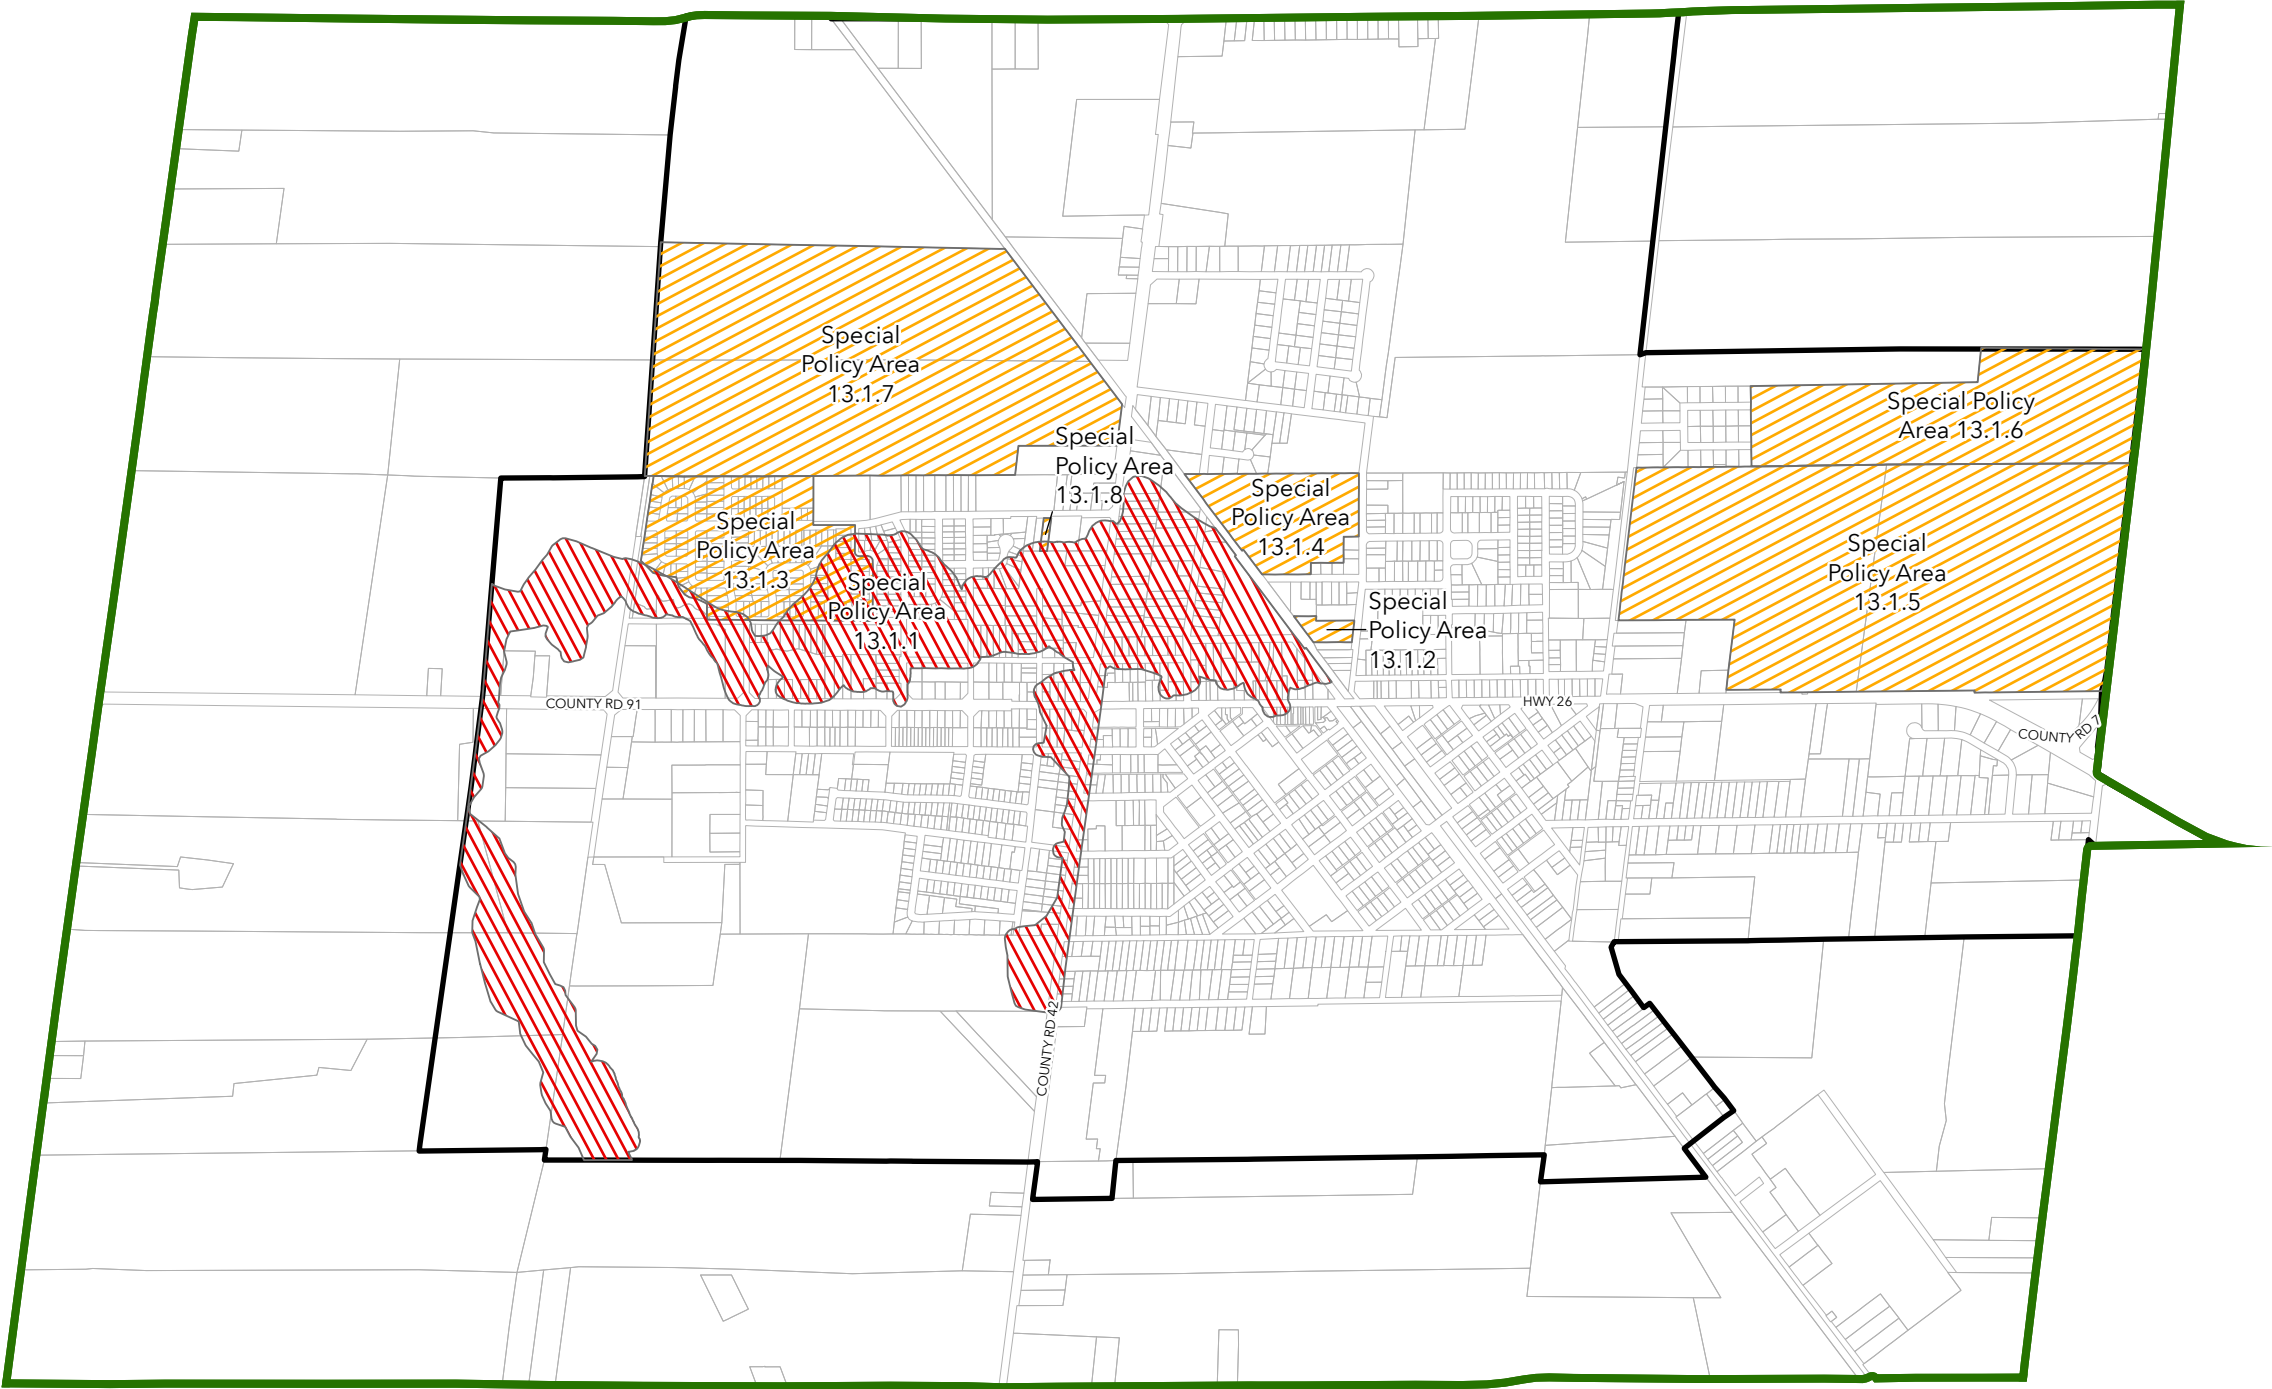 Special
Policy Area
13.1.7
Special Policy
Area 13.1.6
Special
Policy Area
13.1.8
Special
Policy Area
13.1.4
Special
Policy Area
13.1.3
Special
Policy Area
13.1.5
Special
Policy Area
13.1.1
Special
Policy Area
13.1.2
COUNTY RD 91
HWY 26
COUNTY RD 7
COUNTY RD 42